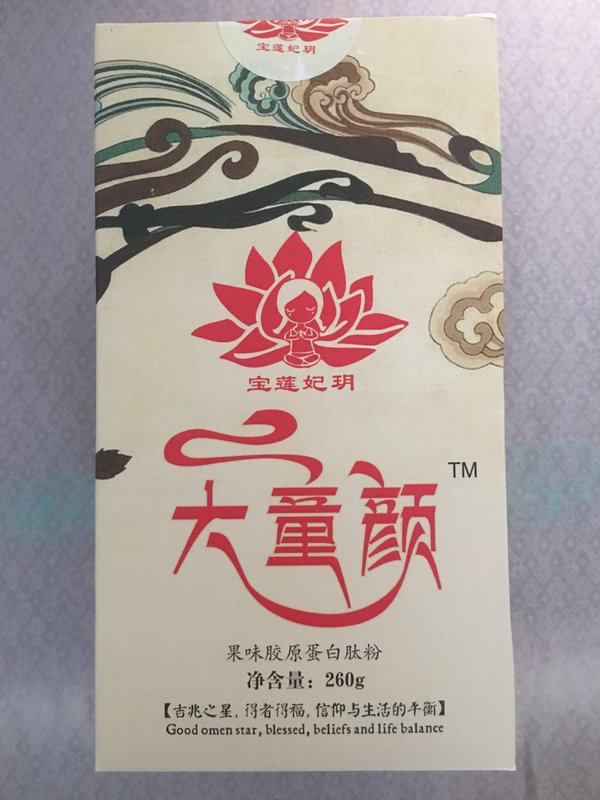 宝莲妃玥
宝莲妃玥
天童颜
TM
果味胶原蛋白肽粉
净含量：260g
【吉兆之星，得者得福，信仰与生活的平衡】
Good omen star, blessed, beliefs and life balance